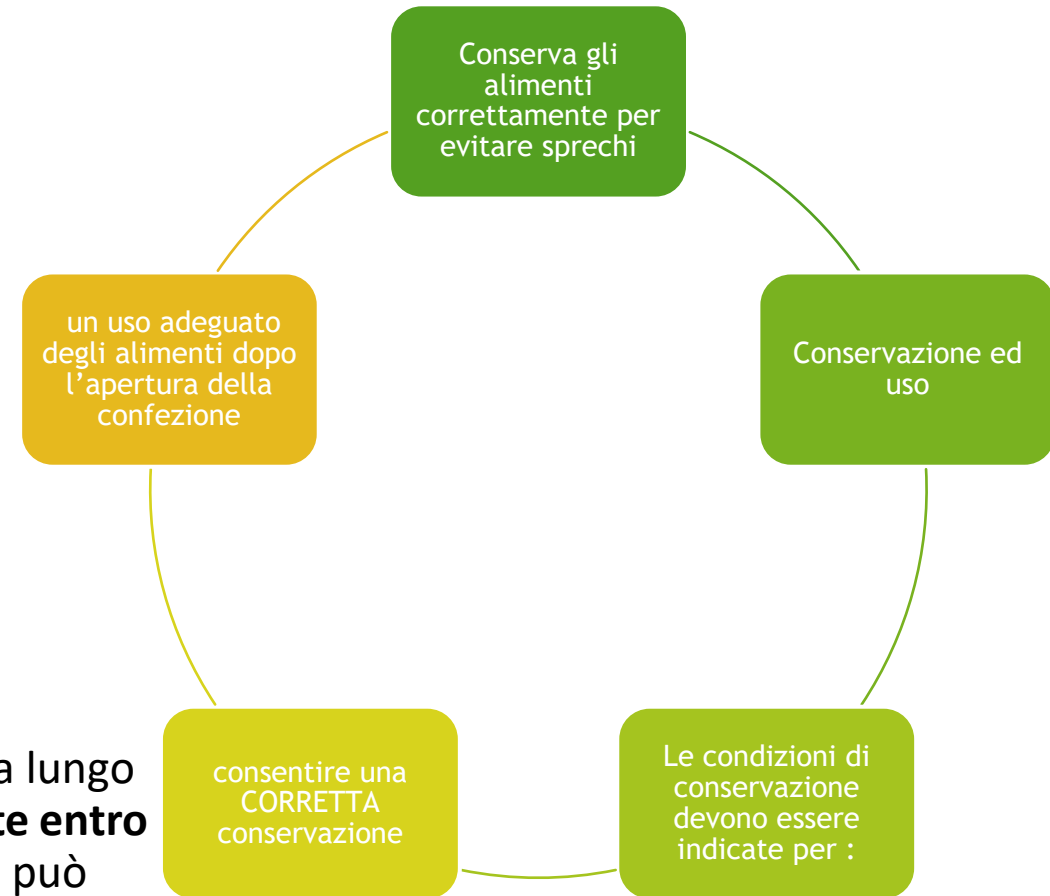 Conserva gli
alimenti
correttamente per
evitare sprechi
Conservazione ed
uso
Le condizioni di
conservazione
devono essere
indicate per :
consentire una
CORRETTA
conservazione
un uso adeguato
degli alimenti dopo
l’apertura della
confezione
a lungo
te entro
può